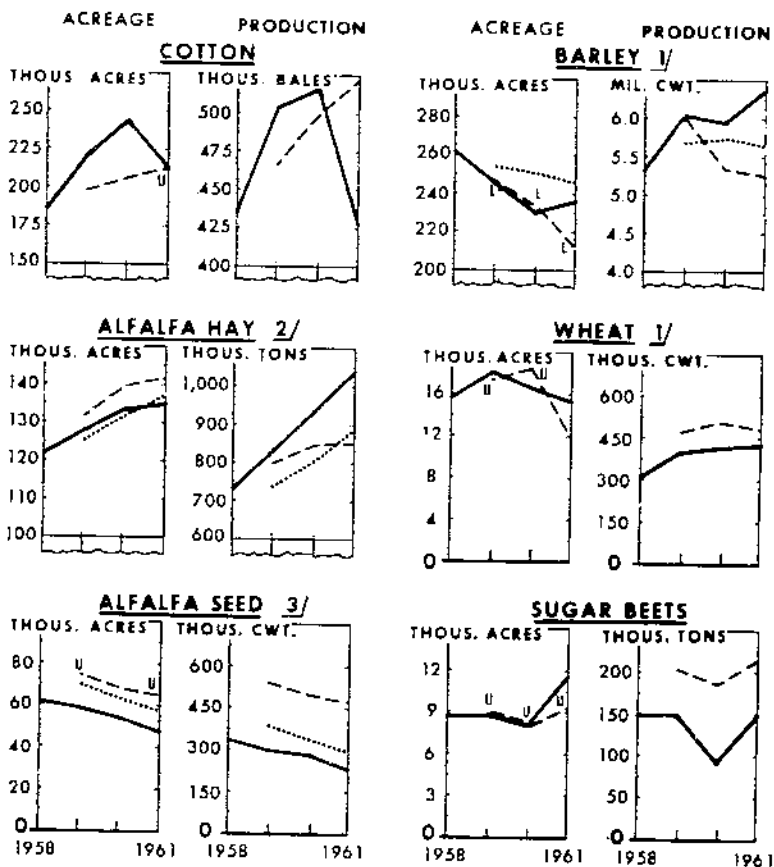 ACREAGE PRODUCTION
COTTON
THOUS. ACRES THOUS. BALES
250
225
200
175
150
U
500
475
450
425
400
ACREAGE PRODUCTION
BARLEY 1/
THOUS. ACRES MIL. CWT.
280
260
240
220
200
L
L
L
6.0
5.5
5.0
4.5
4.0
ALFALFA HAY 2/
THOUS. ACRES THOUS. TONS
140
130
120
110
100
1,000
900
800
700
600
WHEAT 1/
THOUS. CWT.
16
12
8
4
0
U
U
600
450
300
150
0
ALFALFA SEED 3/
THOUS. ACRES THOUS. CWT.
80
60
40
20
0
U
U
600
450
300
150
0
1958 1961 1958 1961
SUGAR BEETS
THOUS. ACRES THOUS. TONS
12
9
6
3
0
U
U
U
200
150
100
50
0
1958 1961 1958 1961